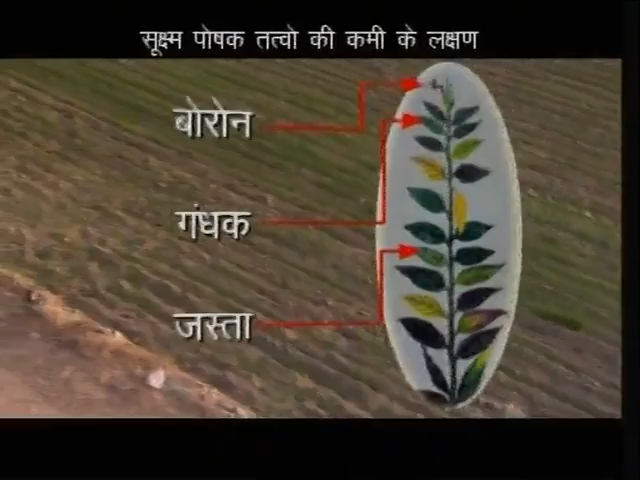 सूक्ष्म पोषक तत्वो की कमी के लक्षण
बोरोन
गंधक
जस्ता